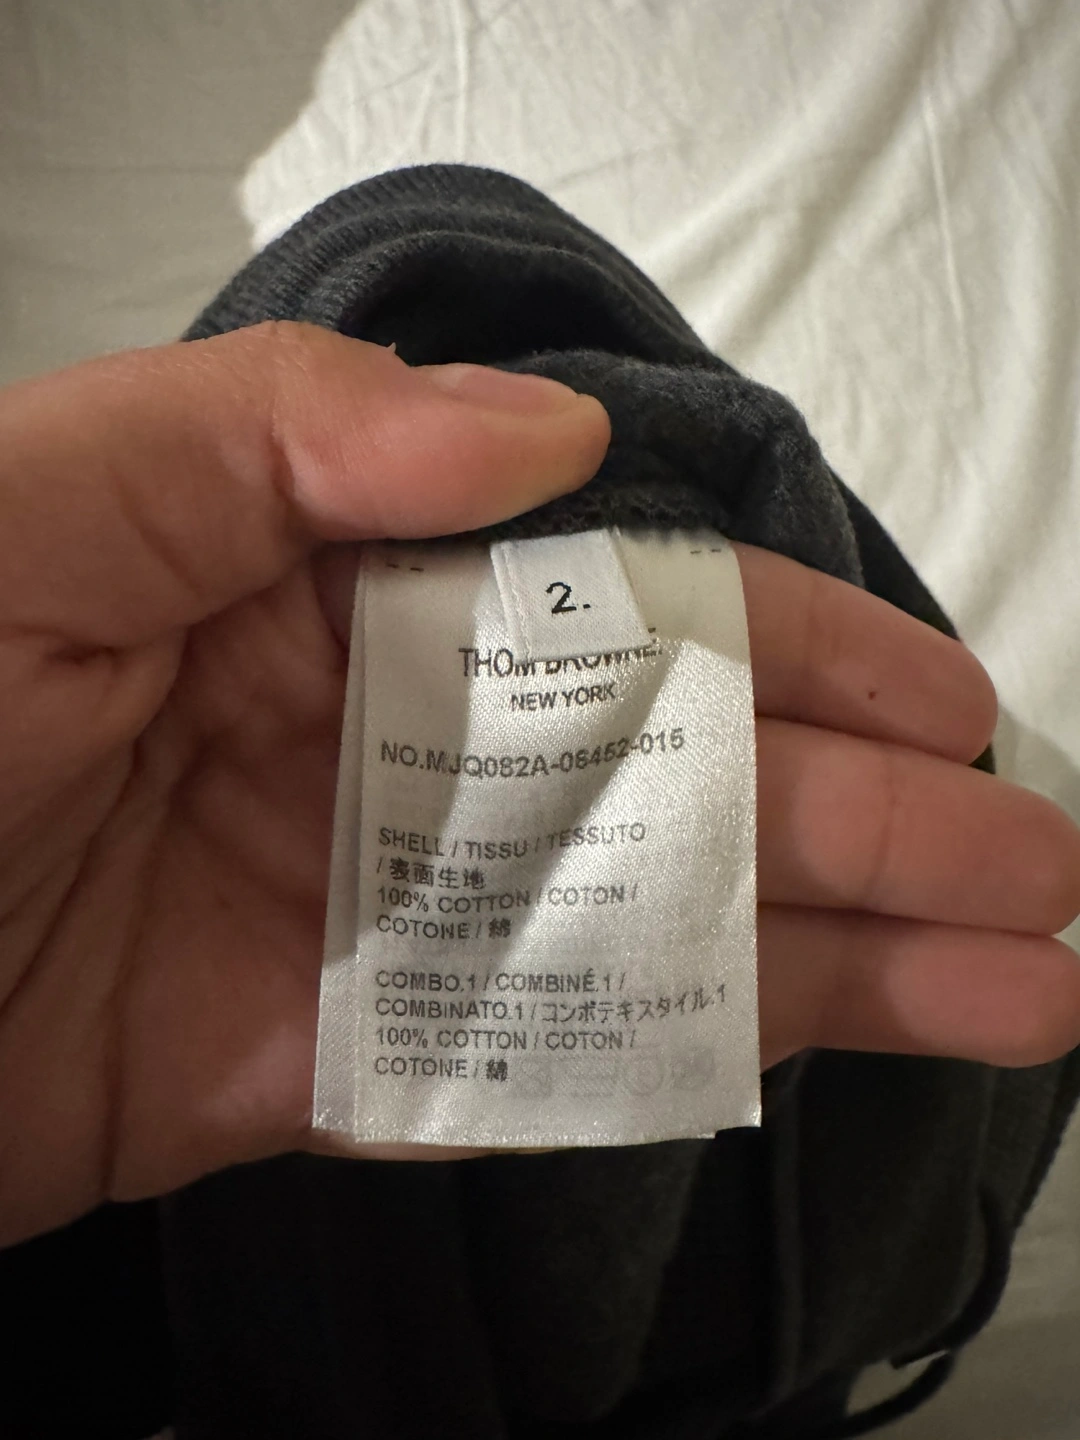 2.
THOM BROWNE.
NEW YORK
NO.MJQ082A-06452-015
SHELL / TISSU / TESSUTO
/ 表面生地
100% COTTON / COTON /
COTONE / 綿
COMBO.1 / COMBINÉ.1 /
COMBINATO.1 / コンボテキスタイル.1
100% COTTON / COTON /
COTONE / 綿